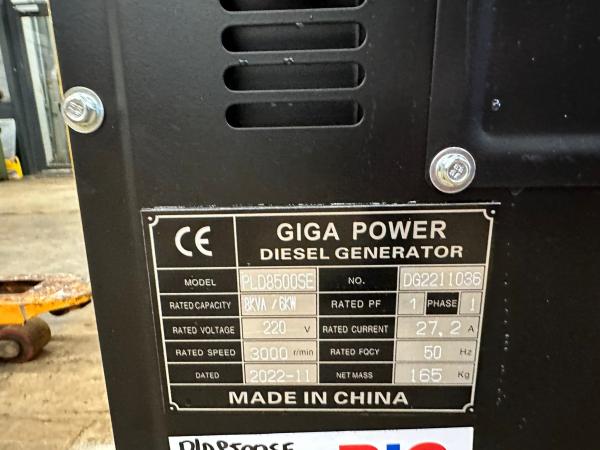 CE
GIGA POWER
DIESEL GENERATOR
MODEL PLD8500SE NO. DG2211036
RATED CAPACITY 8KVA / 6KW RATED PF 1 PHASE 1
RATED VOLTAGE 220 V RATED CURRENT 27.2 A
RATED SPEED 3000 r/min RATED FQCY 50 Hz
DATED 2022-11 NET MASS 165 Kg
MADE IN CHINA
PLD8500SE